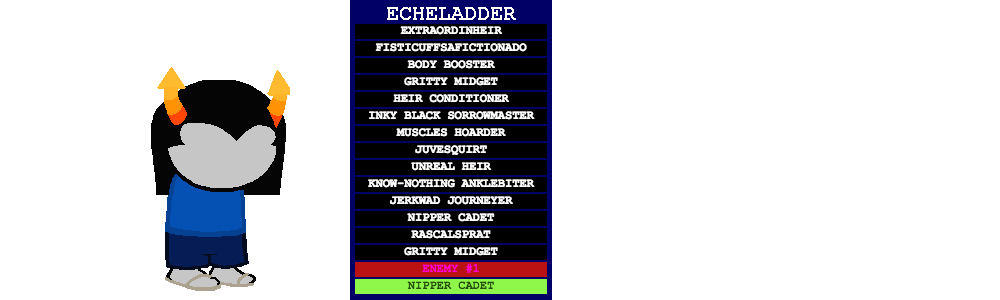 ECHELADDER
EXTRAORDINHEIR
FISTICUFFSAFICTIONADO
BODY BOOSTER
GRITTY MIDGET
HEIR CONDITIONER
INKY BLACK SORROWMASTER
MUSCLES HOARDER
JUVESQUIRT
UNREAL HEIR
KNOW-NOTHING ANKLEBITER
JERKWAD JOURNEYER
NIPPER CADET
RASCALSPRAT
GRITTY MIDGET
ENEMY #1
NIPPER CADET